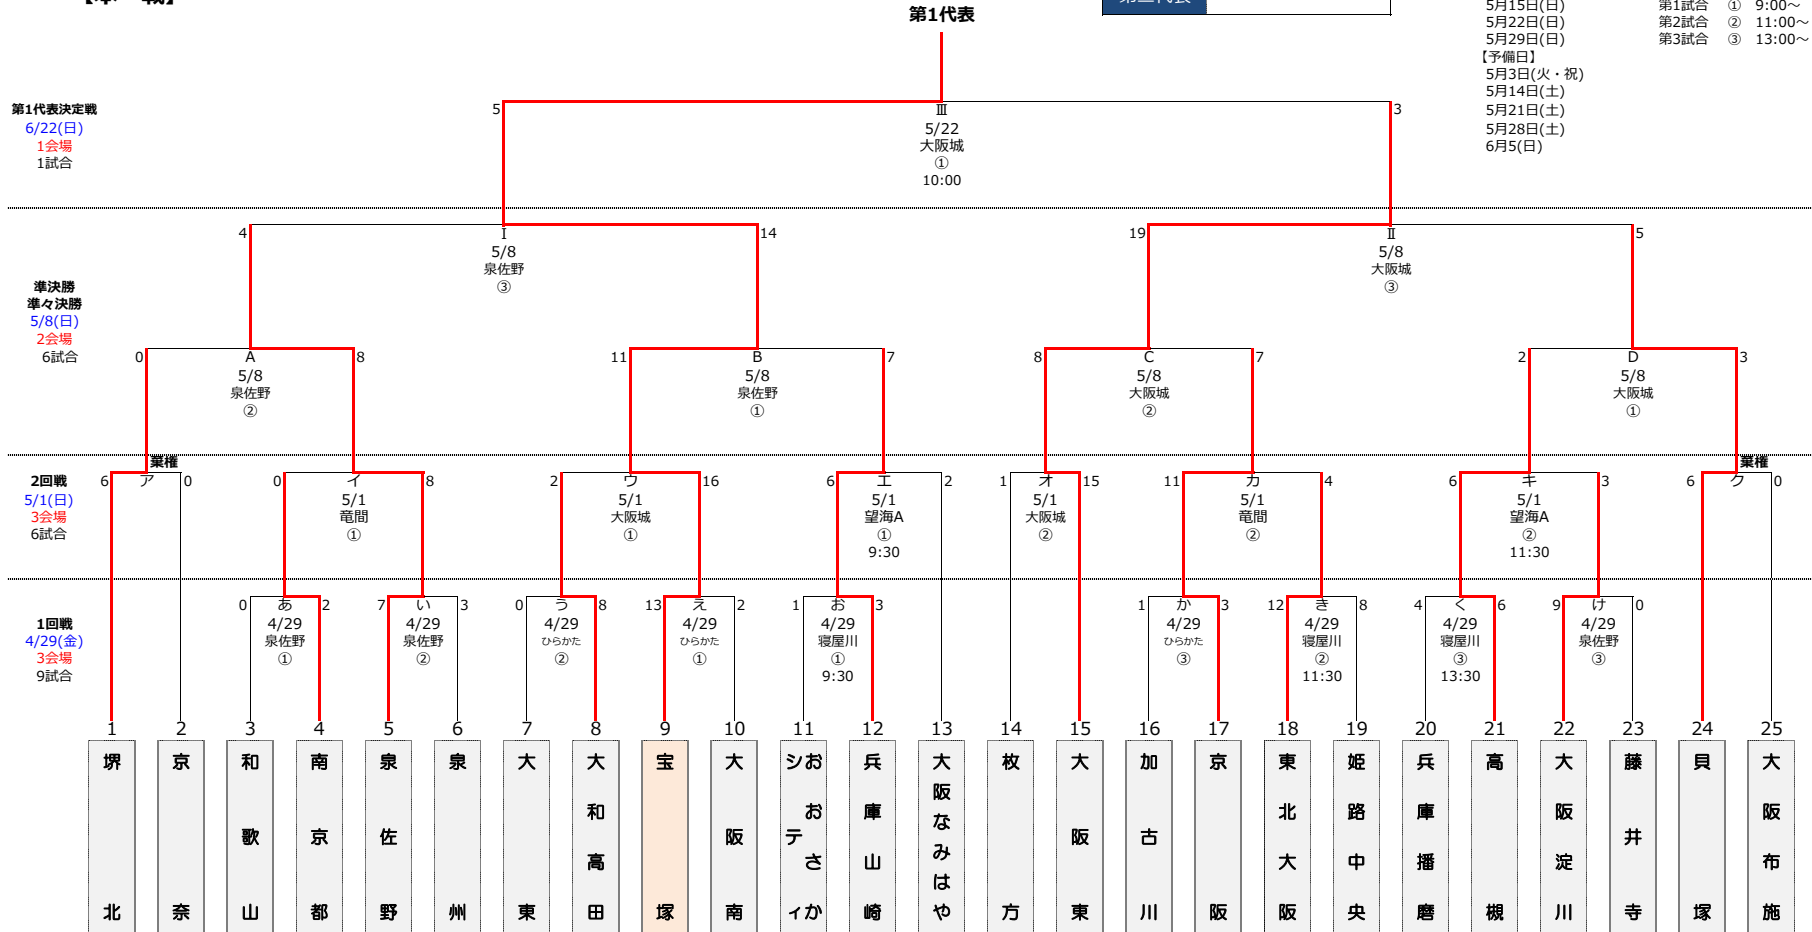 第1代表
5月15日(日)
5月22日(日)
5月29日(日)
【予備日】
5月3日(火・祝)
5月14日(土)
5月21日(土)
5月28日(土)
6月5(日)
第1試合 ① 9:00～
第2試合 ② 11:00～
第3試合 ③ 13:00～
第1代表決定戦
6/22(日)
1会場
1試合
5 Ⅲ 3
5/22
大阪城
①
10:00
準決勝
準々決勝
5/8(日)
2会場
6試合
4 Ⅰ 14
5/8
泉佐野
③
19 Ⅱ 5
5/8
大阪城
③
0 A 8
5/8
泉佐野
②
11 B 7
5/8
泉佐野
①
8 C 7
5/8
大阪城
②
2 D 3
5/8
大阪城
①
2回戦
5/1(日)
3会場
6試合
棄権
6 ア 0
0 イ 8
5/1
竜間
①
2 ウ 16
5/1
大阪城
①
6 エ 2
5/1
望海A
①
9:30
1 オ 15
5/1
大阪城
②
11 カ 4
5/1
竜間
②
6 キ 3
5/1
望海A
②
11:30
棄権
6 ク 0
1回戦
4/29(金)
3会場
9試合
0 あ 2
4/29
泉佐野
①
7 い 3
4/29
泉佐野
②
0 う 8
4/29
ひらかた
②
13 え 2
4/29
ひらかた
①
1 お 3
4/29
寝屋川
①
9:30
1 か 3
4/29
ひらかた
③
12 き 8
4/29
寝屋川
②
11:30
4 く 6
4/29
寝屋川
③
13:30
9 け 0
4/29
泉佐野
③
1 堺北
2 京奈
3 和歌山
4 南京都
5 泉佐野
6 泉州
7 大東
8 大和高田
9 宝塚
10 大阪南
11 おおさかシティ
12 兵庫山崎
13 大阪なみはや
14 枚方
15 大阪東
16 加古川
17 京阪
18 東北大阪
19 姫路中央
20 兵庫播磨
21 高槻
22 大阪淀川
23 藤井寺
24 貝塚
25 大阪布施